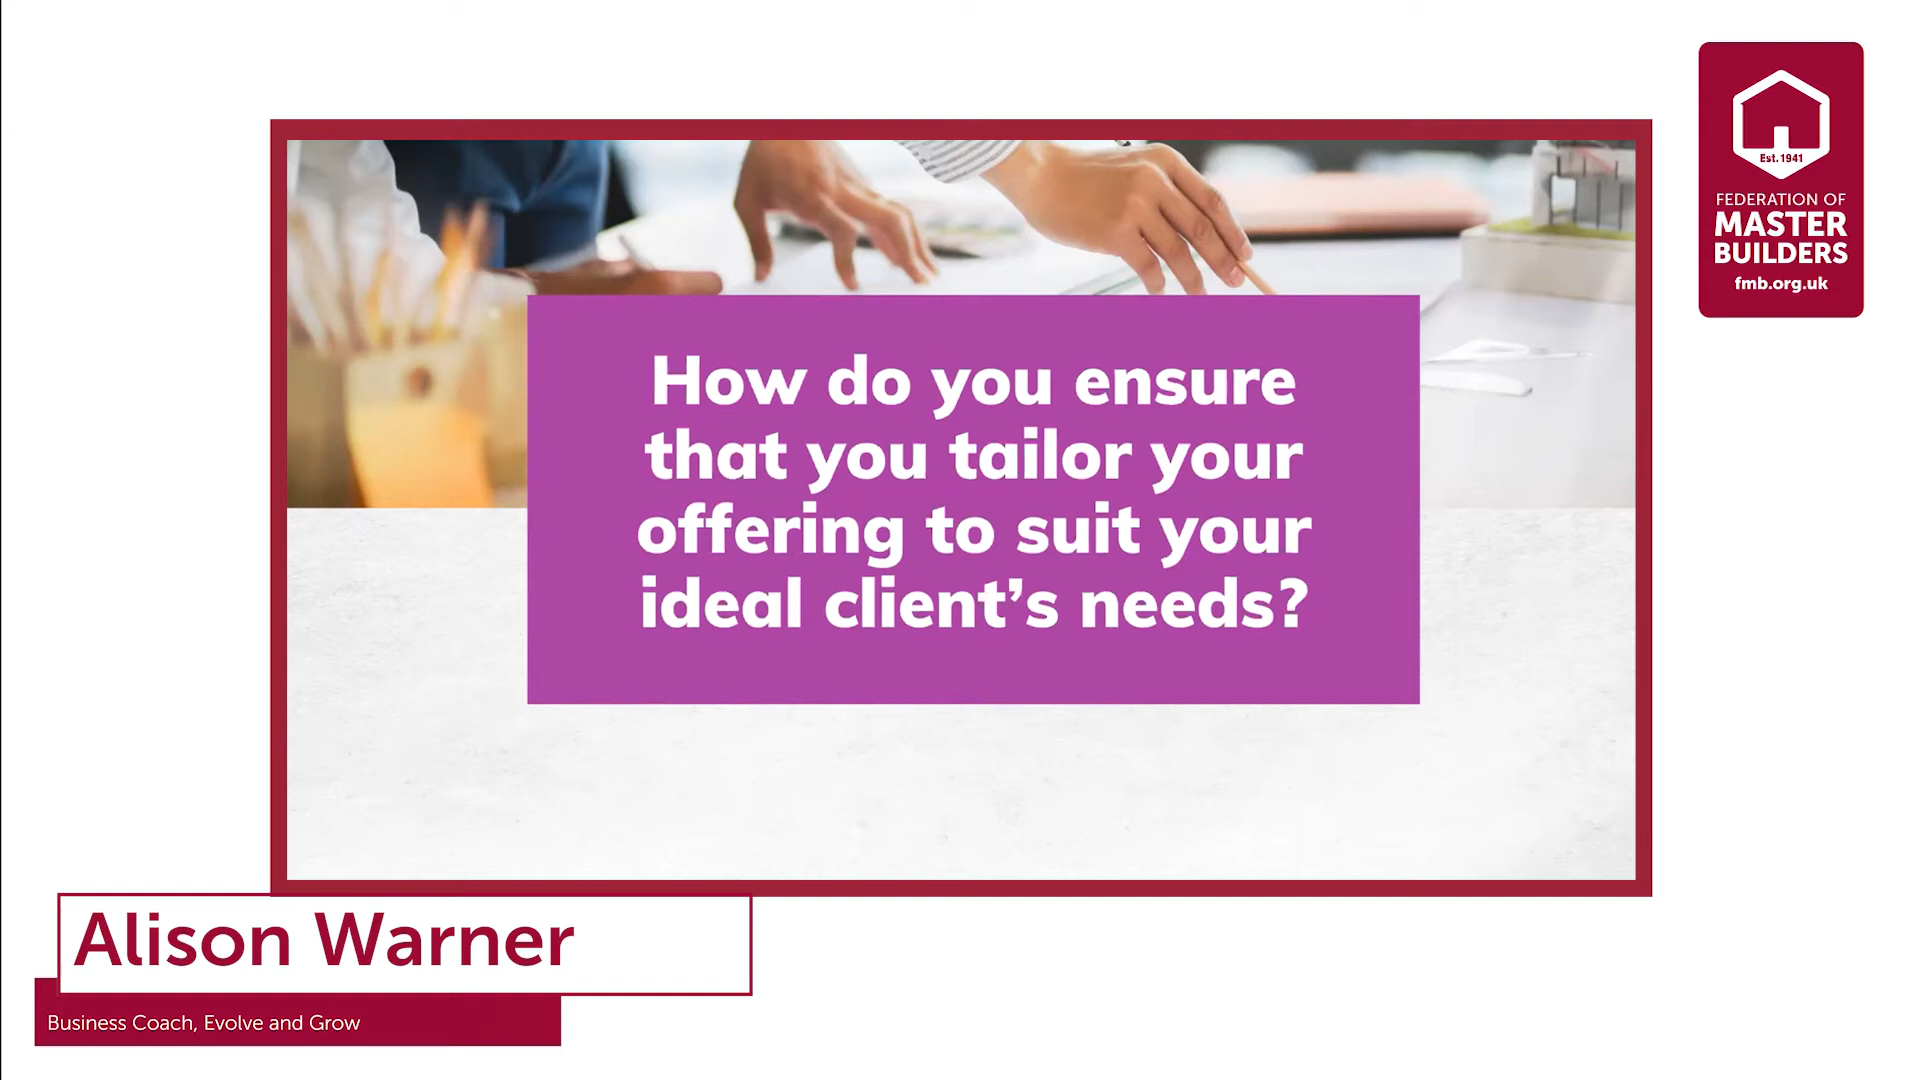 Est. 1941
FEDERATION OF
MASTER
BUILDERS
fmb.org.uk
How do you ensure
that you tailor your
offering to suit your
ideal client’s needs?
Alison Warner
Business Coach, Evolve and Grow